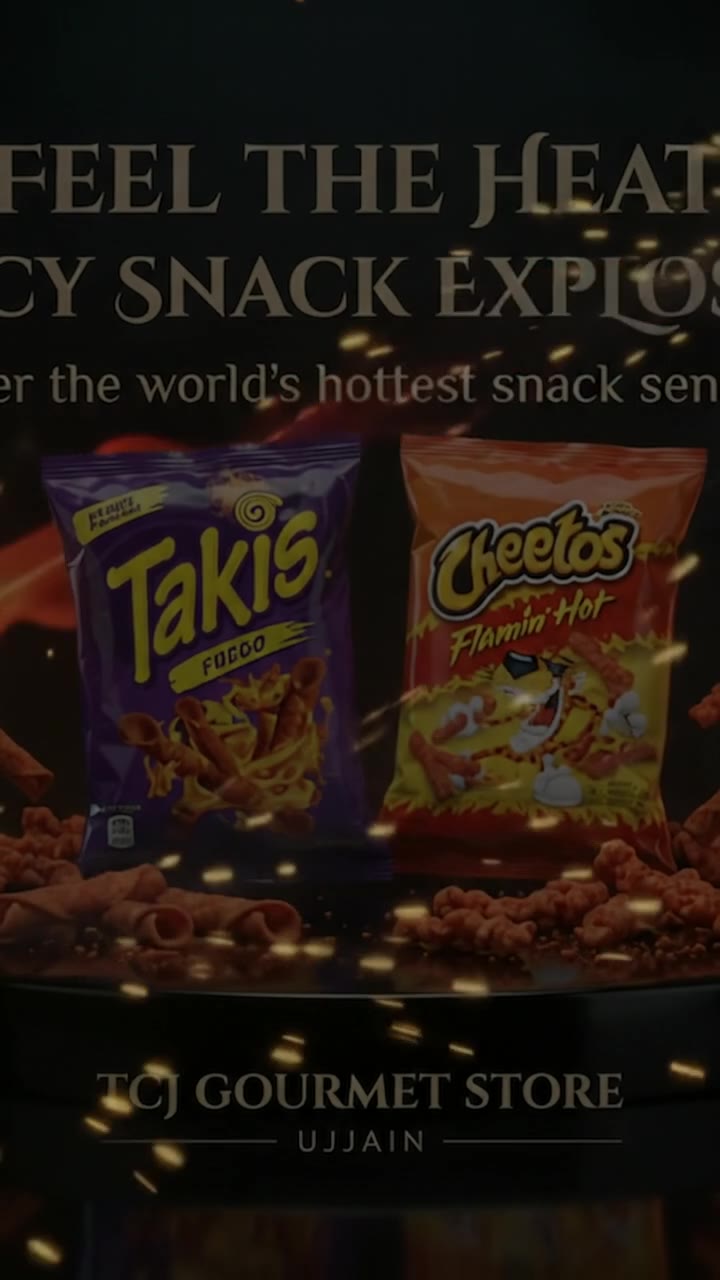 FEEL THE HEAT
CY SNACK EXPLOS
er the world's hottest snack sen
Takis
FUEGO
Cheetos
Flamin' Hot
TCJ GOURMET STORE
UJJAIN